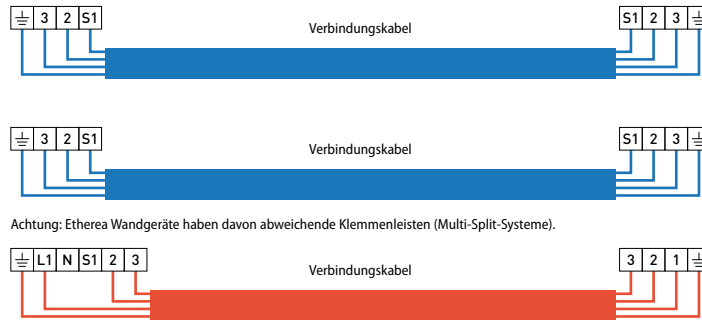 ⏚ 3 2 S1 Verbindungskabel S1 2 3 ⏚
⏚ 3 2 S1 Verbindungskabel S1 2 3 ⏚
Achtung: Etherea Wandgeräte haben davon abweichende Klemmenleisten (Multi-Split-Systeme).
⏚ L1 N S1 2 3 Verbindungskabel 3 2 1 ⏚